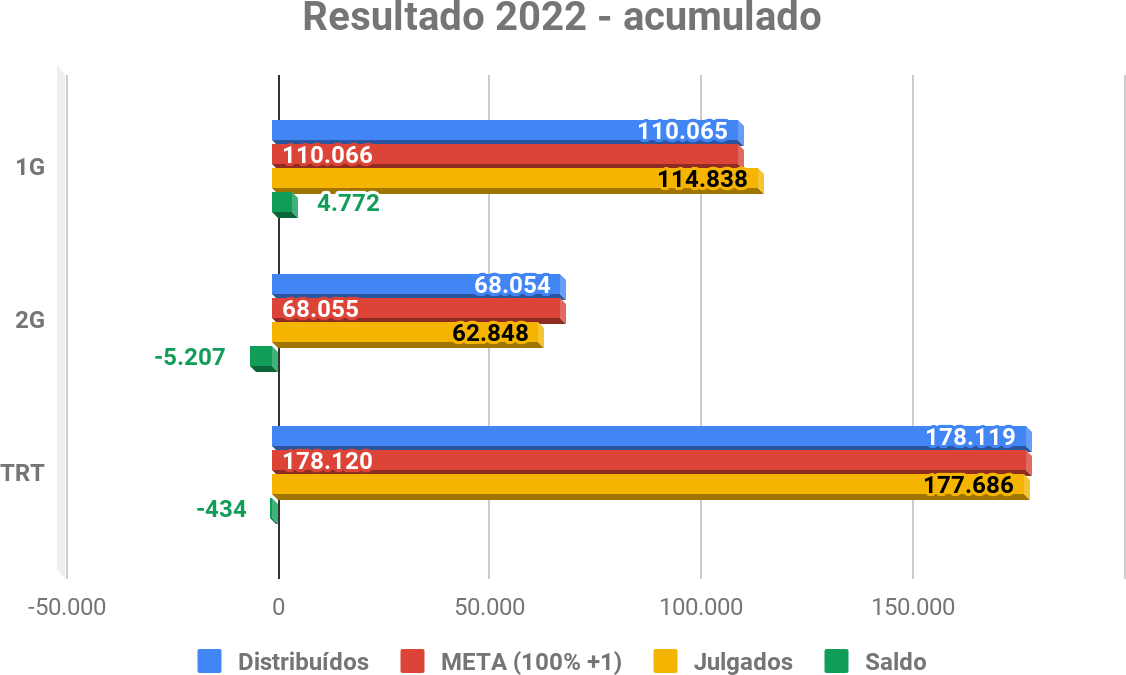 Resultado 2022 - acumulado
1G
110.065
110.066
114.838
4.772
2G
68.054
68.055
62.848
-5.207
TRT
178.119
178.120
177.686
-434
-50.000 0 50.000 100.000 150.000
Distribuídos META (100% +1) Julgados Saldo